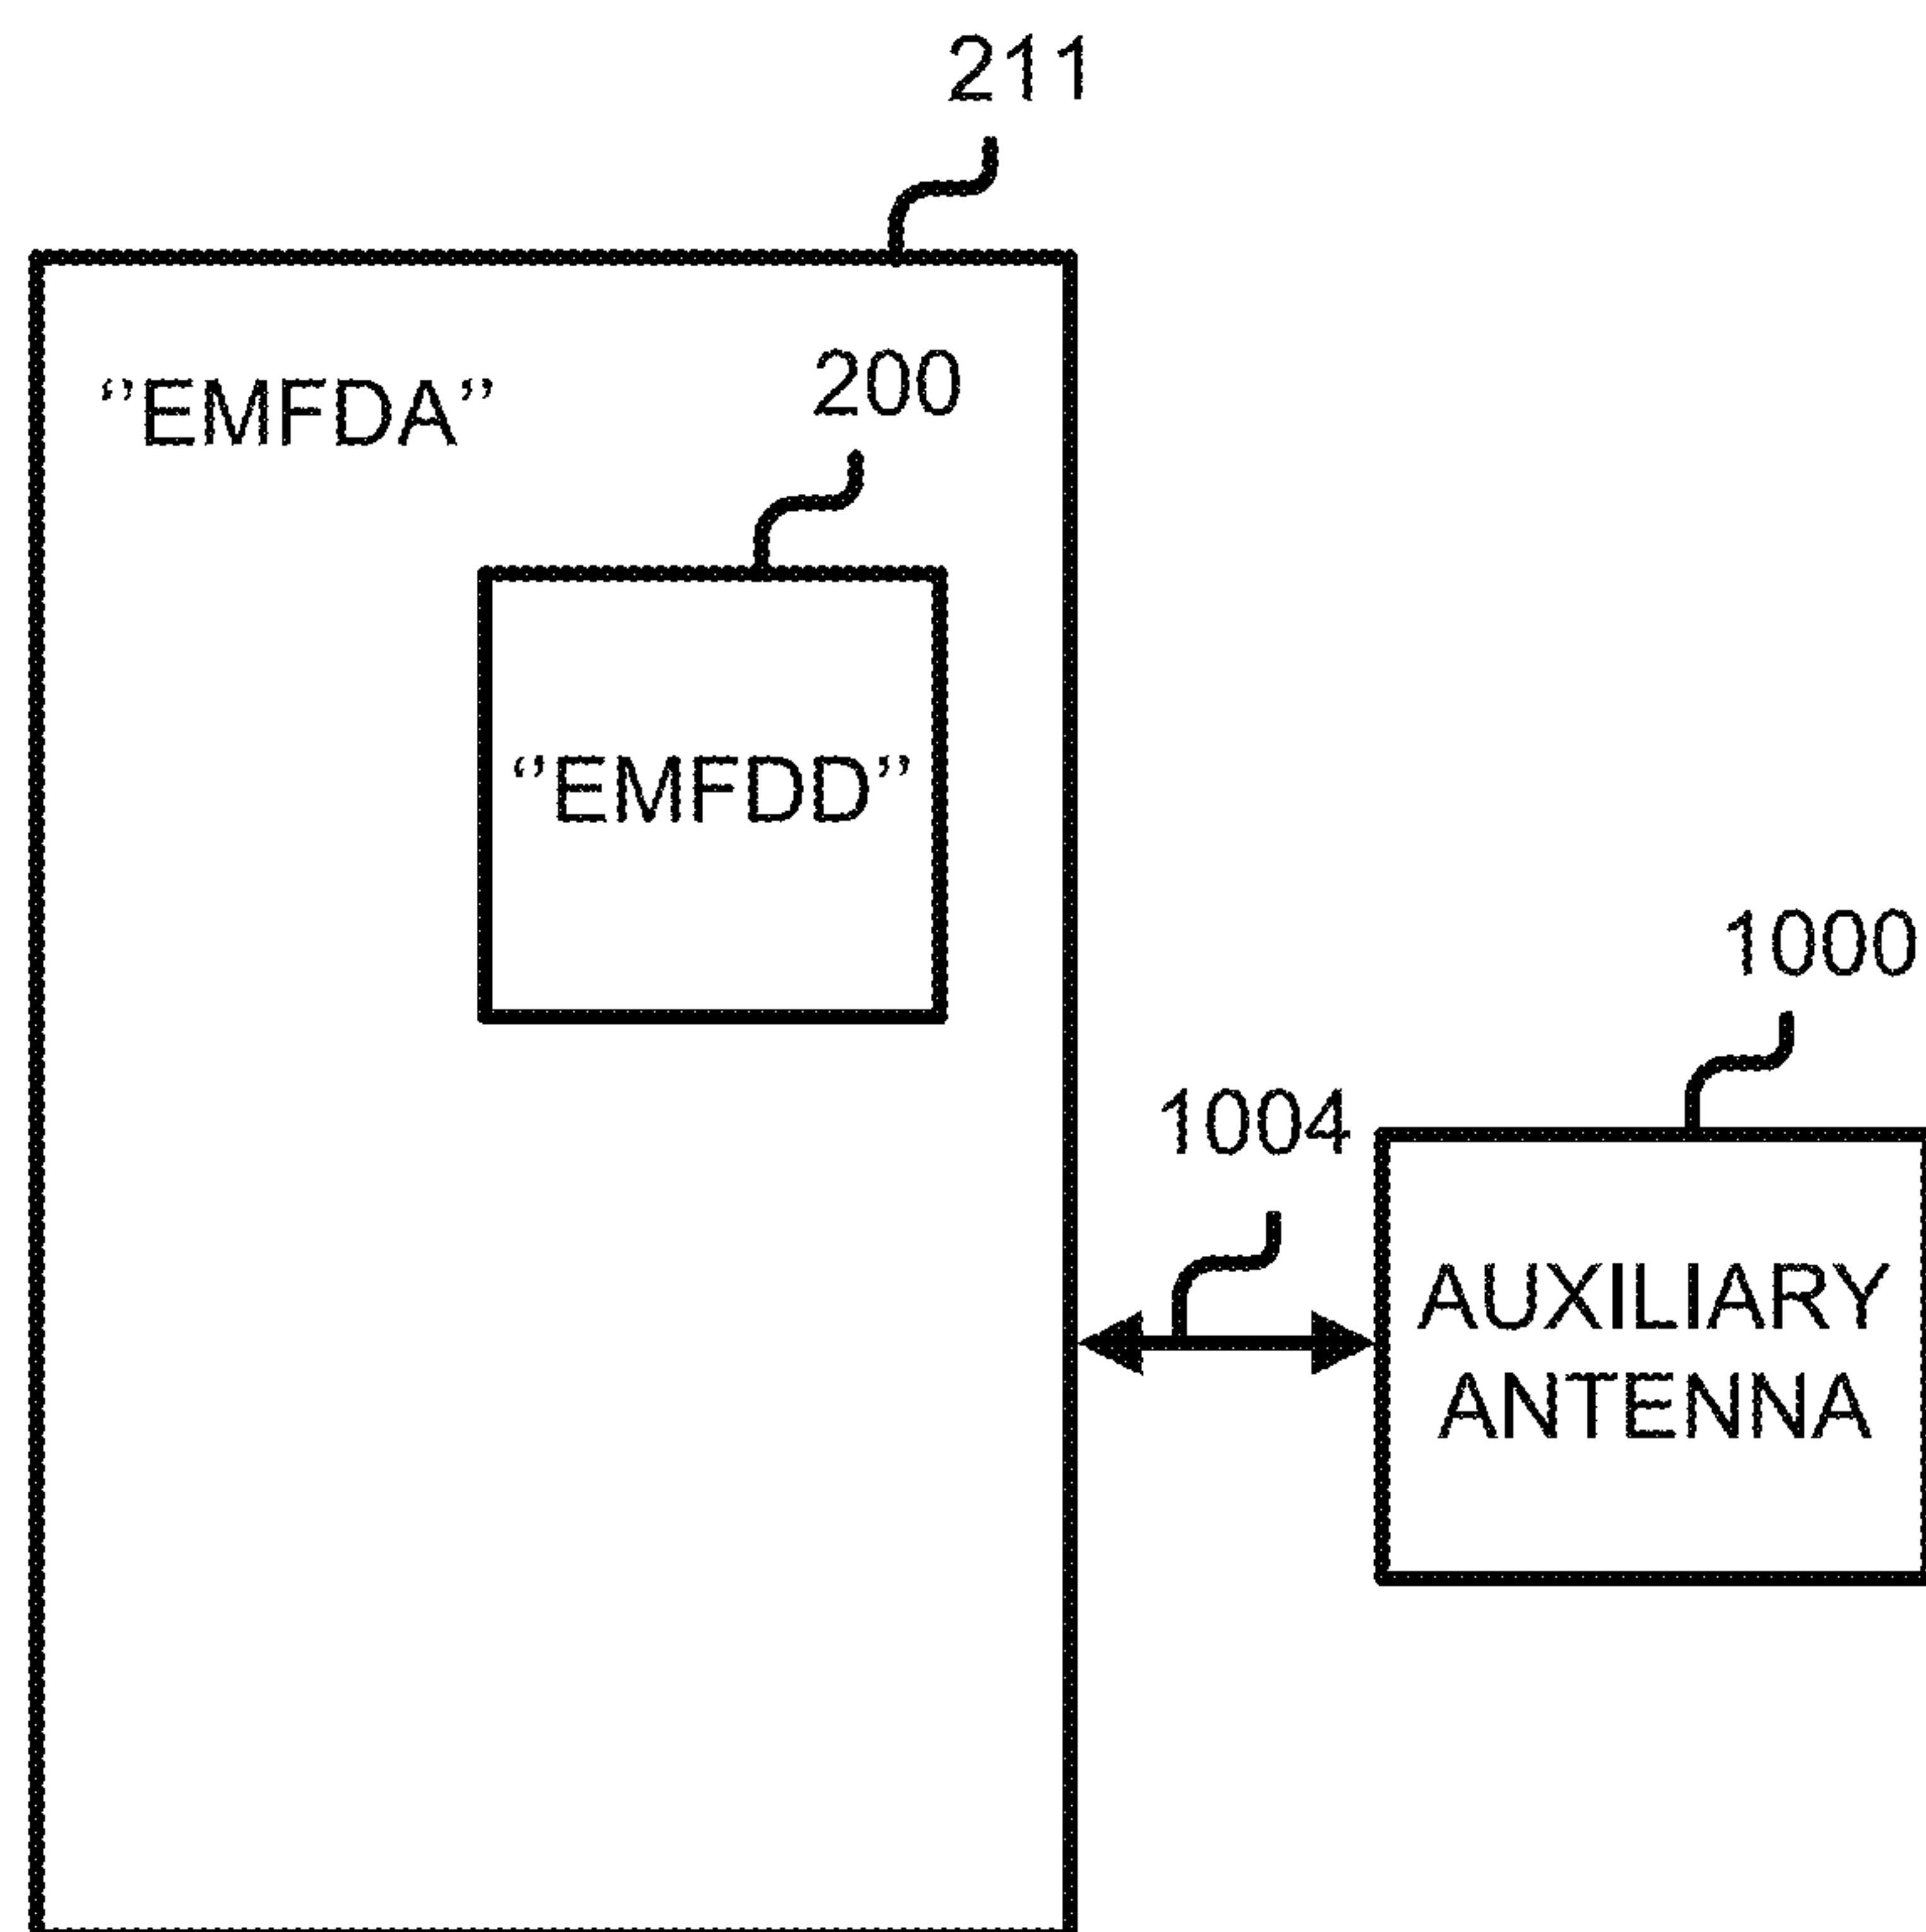 211
‘’EMFDA’’
200
‘’EMFDD’’
1000
1004
AUXILIARY
ANTENNA